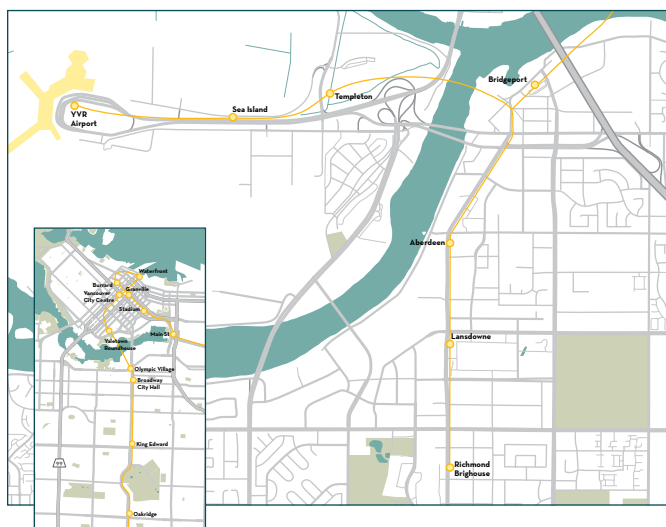 Bridgeport
Templeton
YVR
Airport
Sea Island
Aberdeen
Waterfront
Burrard
Granville
Vancouver
City Centre
Stadium
Main St
Yaletown
Roundhouse
Lansdowne
Olympic Village
Broadway
City Hall
King Edward
99
Richmond
Brighouse
Oakridge